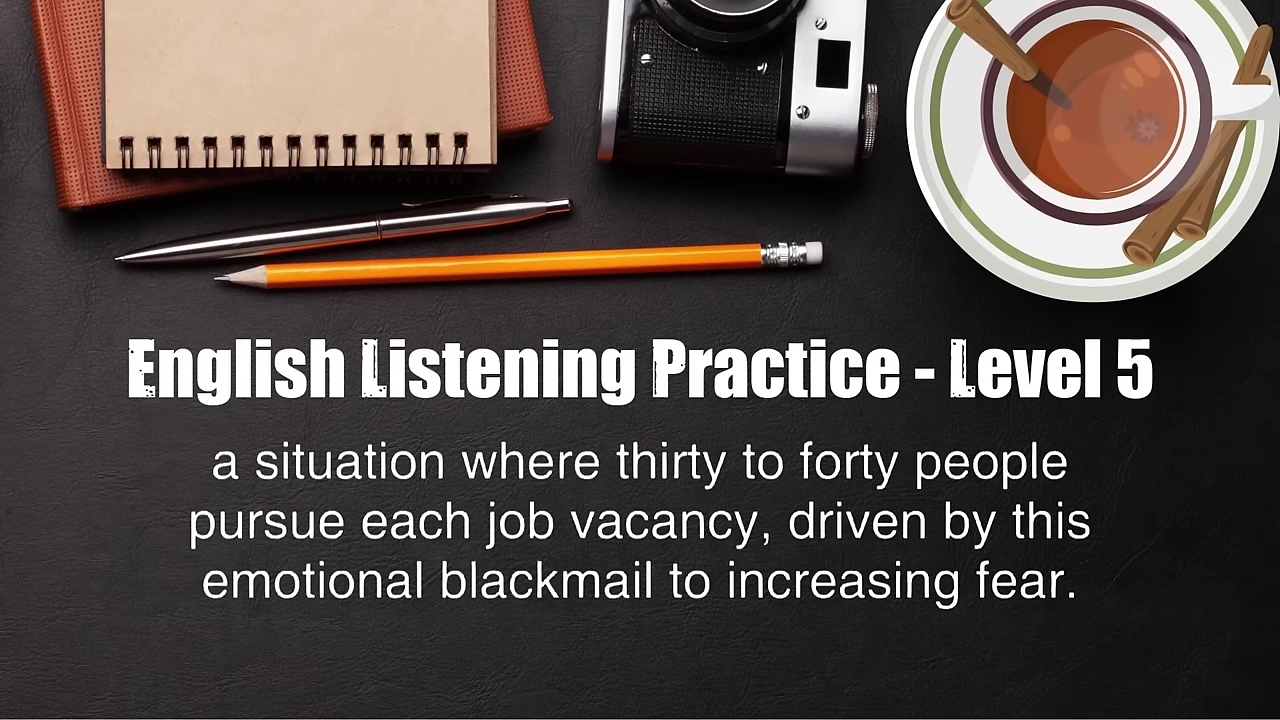 English Listening Practice - Level 5
a situation where thirty to forty people
pursue each job vacancy, driven by this
emotional blackmail to increasing fear.